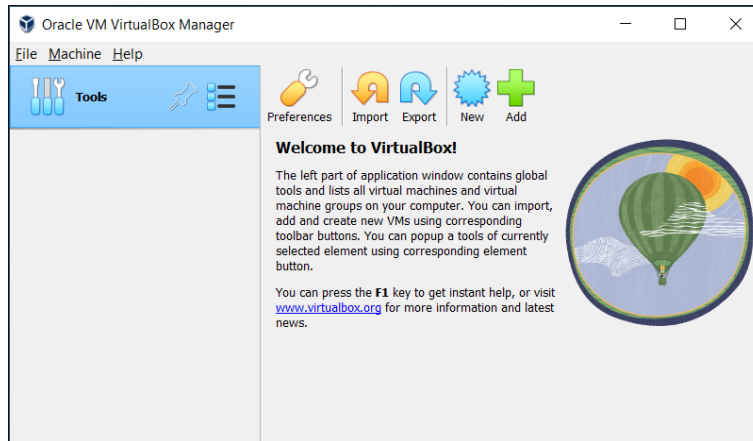 Oracle VM VirtualBox Manager
File Machine Help
Tools
Preferences Import Export New Add
Welcome to VirtualBox!
The left part of application window contains global
tools and lists all virtual machines and virtual
machine groups on your computer. You can import,
add and create new VMs using corresponding
toolbar buttons. You can popup a tools of currently
selected element using corresponding element
button.
You can press the F1 key to get instant help, or visit
www.virtualbox.org for more information and latest
news.